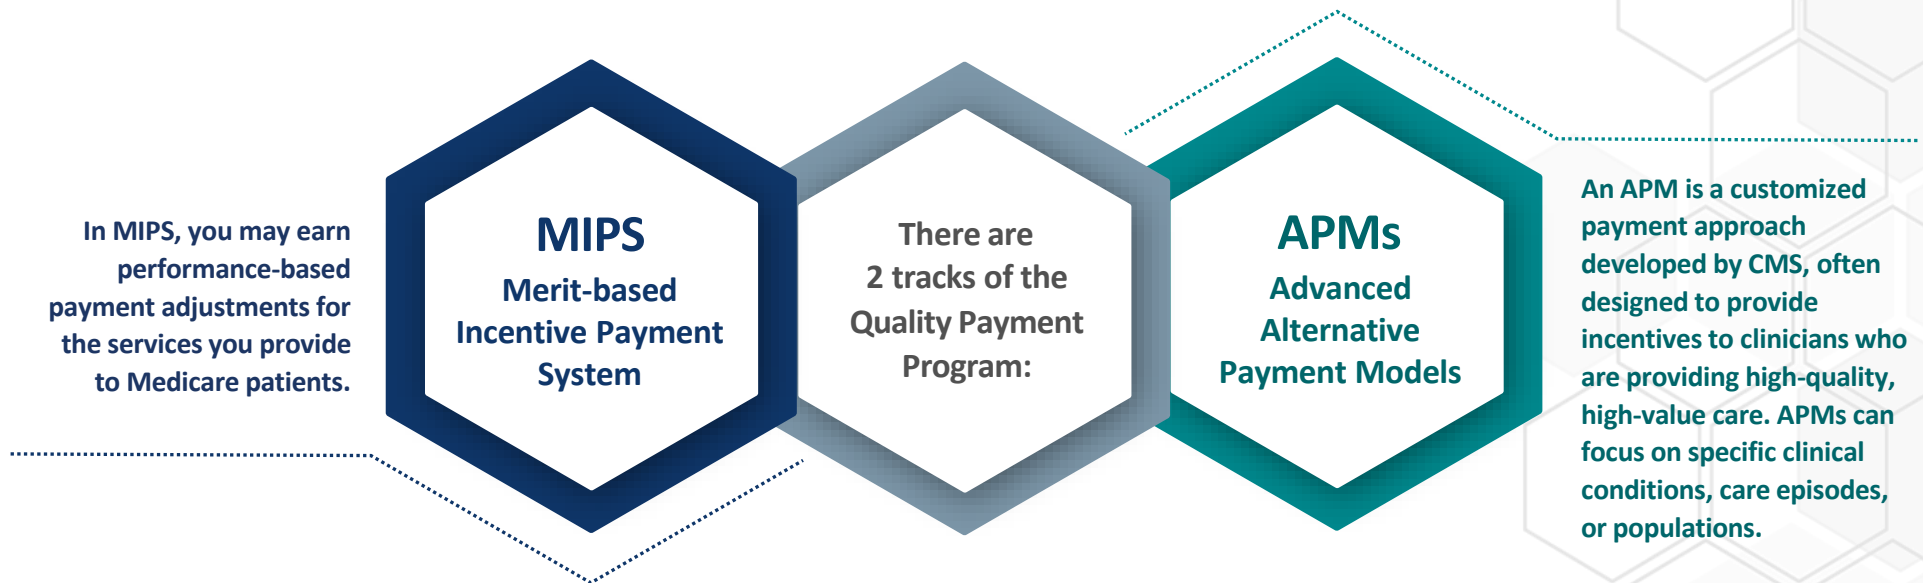 In MIPS, you may earn
performance-based
payment adjustments for
the services you provide
to Medicare patients.
MIPS
Merit-based
Incentive Payment
System
There are
2 tracks of the
Quality Payment
Program:
APMs
Advanced
Alternative
Payment Models
An APM is a customized
payment approach
developed by CMS, often
designed to provide
incentives to clinicians who
are providing high-quality,
high-value care. APMs can
focus on specific clinical
conditions, care episodes,
or populations.